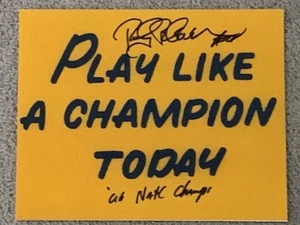 PLAY LIKE
A CHAMPION
TODAY
'66 NATL Champs